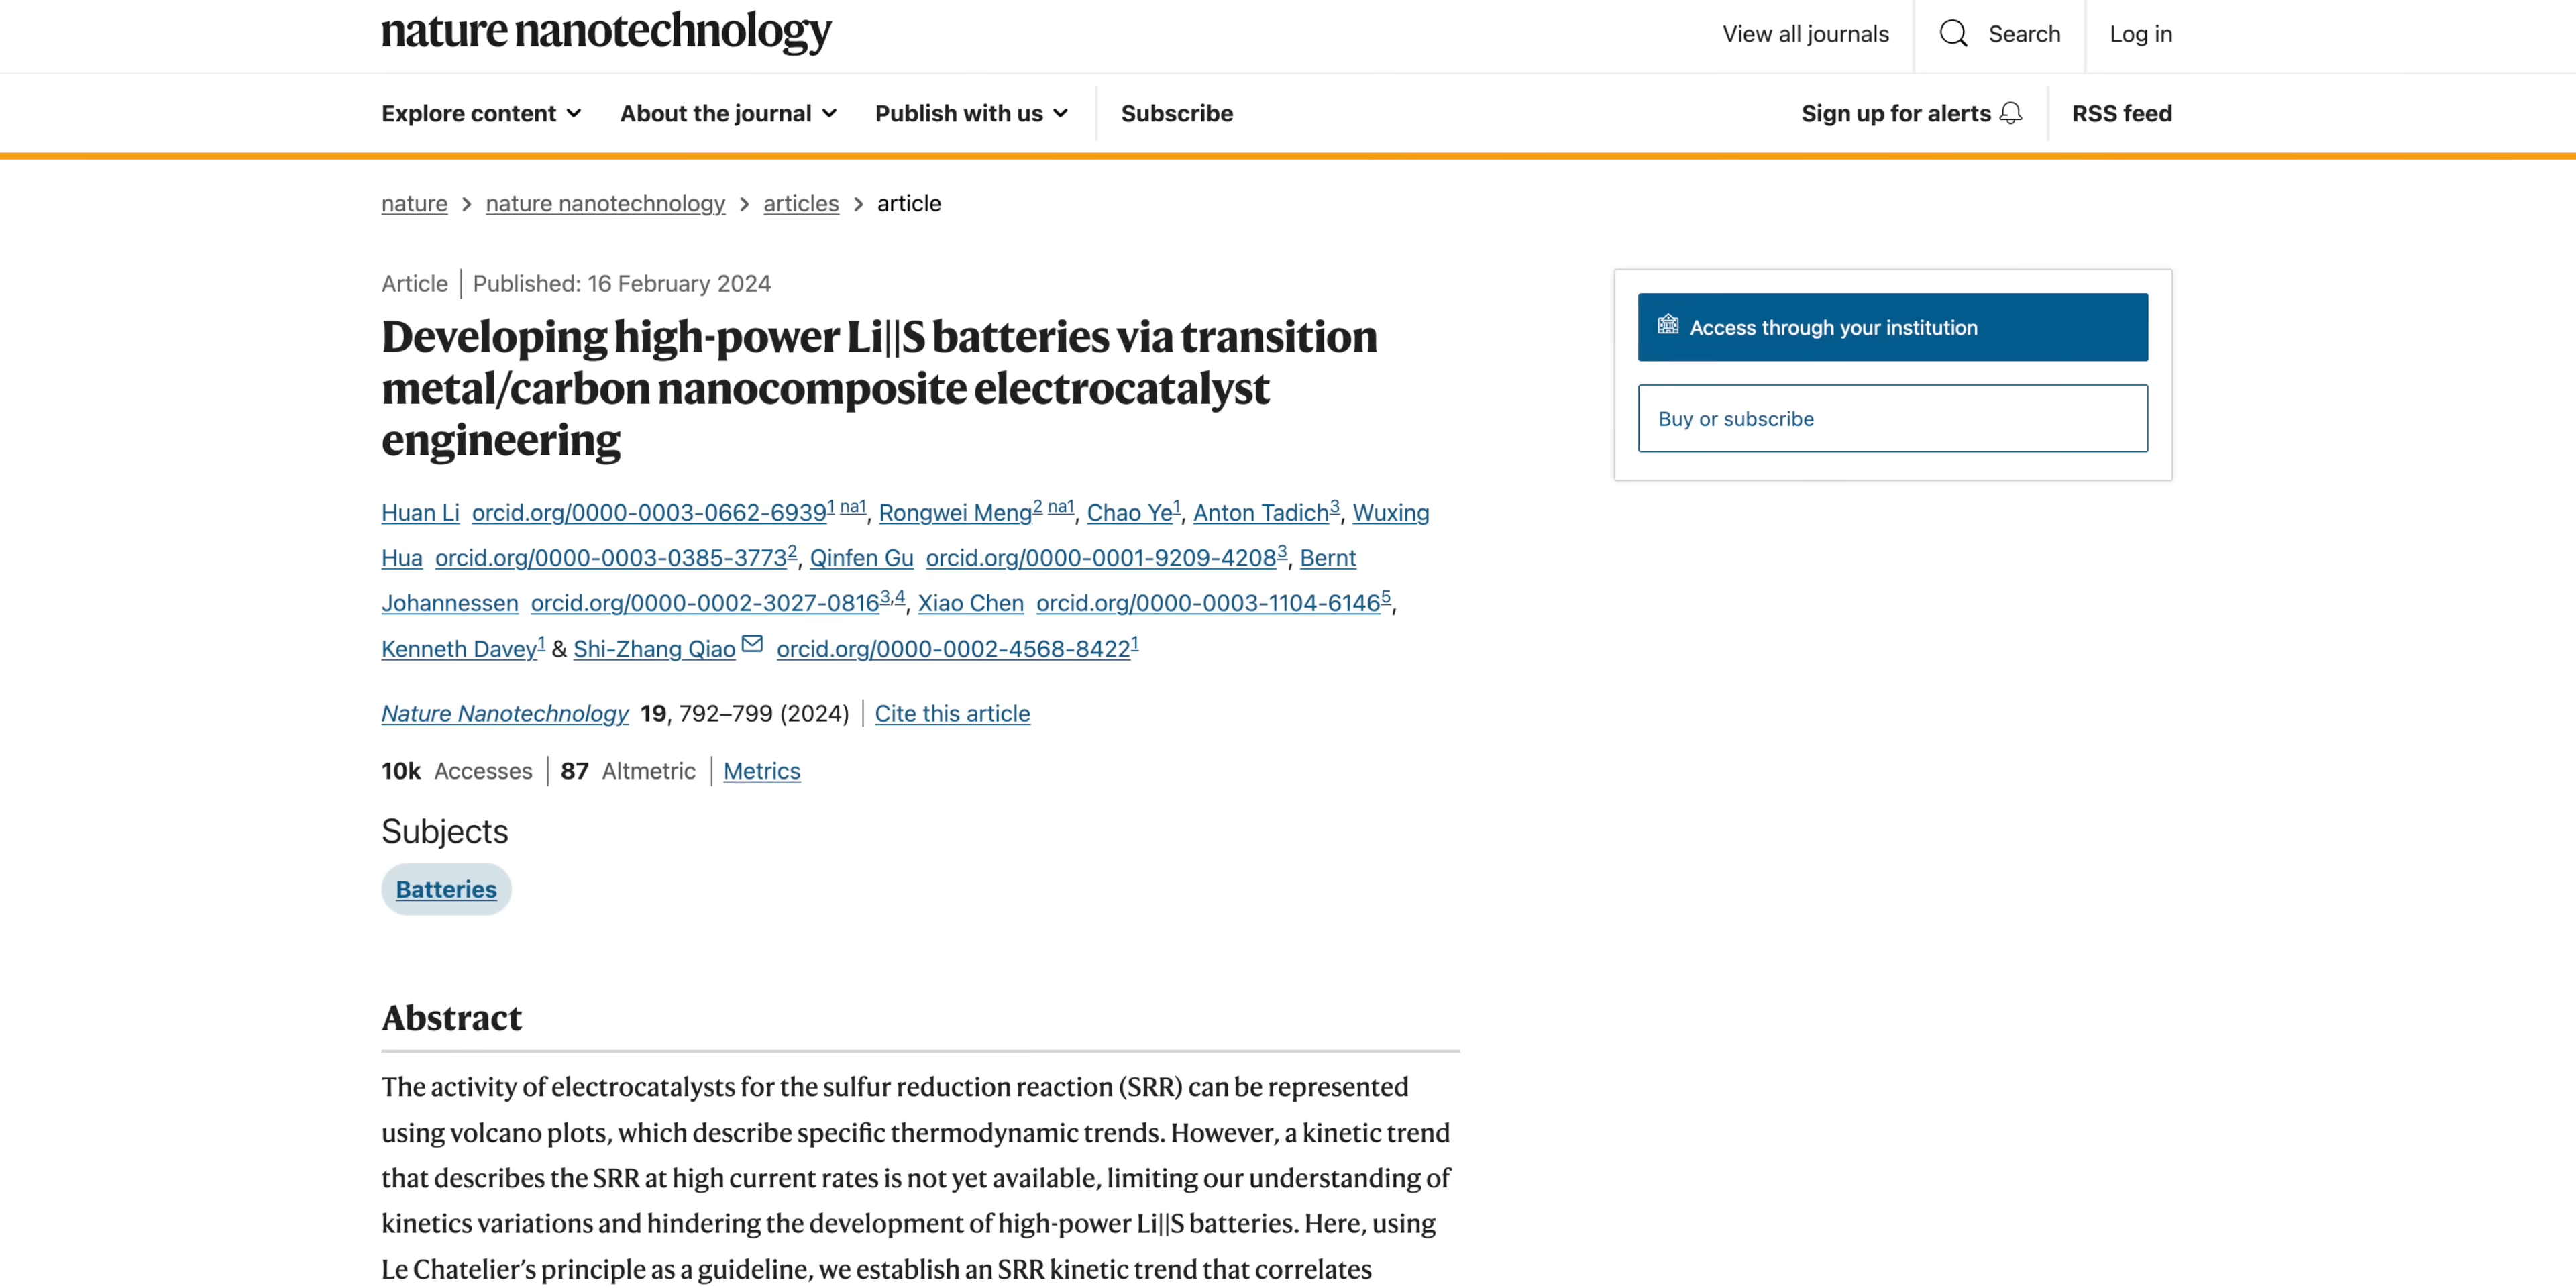 nature nanotechnology
View all journals
Search
Log in
Explore content
About the journal
Publish with us
Subscribe
Sign up for alerts
RSS feed
nature > nature nanotechnology > articles > article
Article | Published: 16 February 2024
Developing high-power Li||S batteries via transition
metal/carbon nanocomposite electrocatalyst
engineering
Access through your institution
Buy or subscribe
Huan Li orcid.org/0000-0003-0662-6939¹ ⁿᵃ¹, Rongwei Meng² ⁿᵃ¹, Chao Ye¹, Anton Tadich³, Wuxing
Hua orcid.org/0000-0003-0385-3773², Qinfen Gu orcid.org/0000-0001-9209-4208³, Bernt
Johannessen orcid.org/0000-0002-3027-0816³,⁴, Xiao Chen orcid.org/0000-0003-1104-6146⁵,
Kenneth Davey¹ & Shi-Zhang Qiao orcid.org/0000-0002-4568-8422¹
Nature Nanotechnology 19, 792–799 (2024) | Cite this article
10k Accesses | 87 Altmetric | Metrics
Subjects
Batteries
Abstract
The activity of electrocatalysts for the sulfur reduction reaction (SRR) can be represented
using volcano plots, which describe specific thermodynamic trends. However, a kinetic trend
that describes the SRR at high current rates is not yet available, limiting our understanding of
kinetics variations and hindering the development of high-power Li||S batteries. Here, using
Le Chatelier’s principle as a guideline, we establish an SRR kinetic trend that correlates